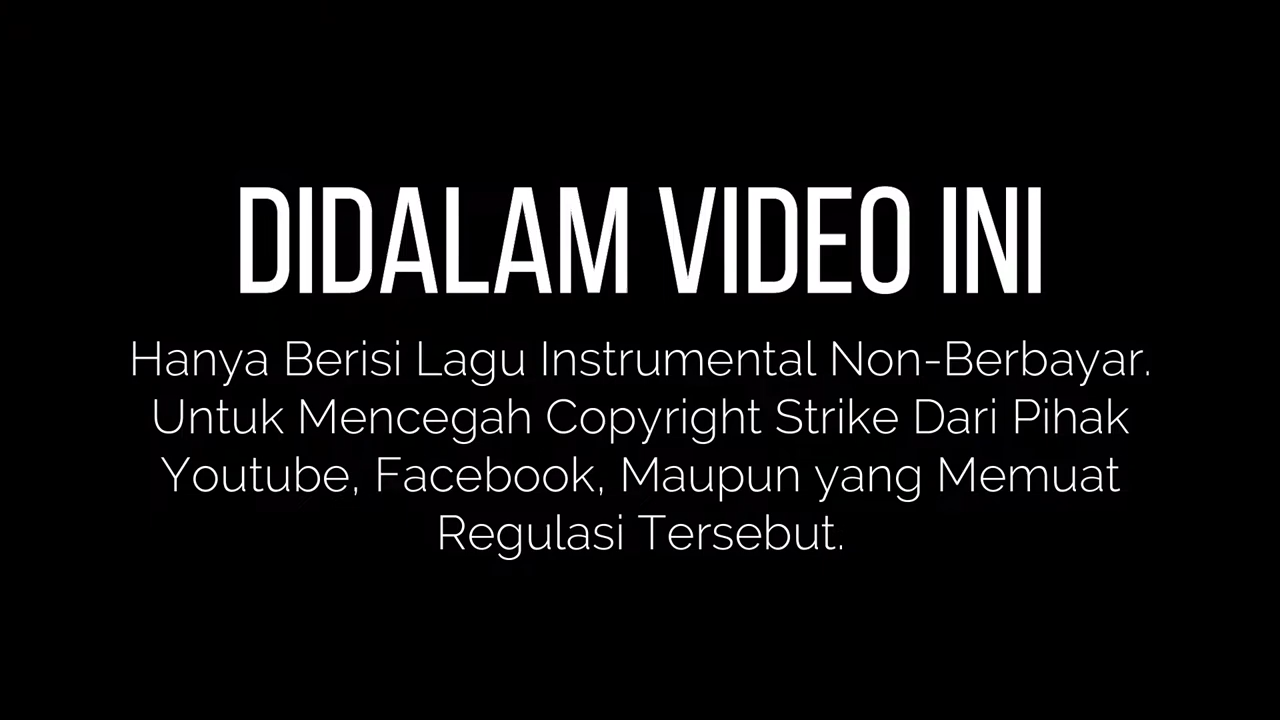 DIDALAM VIDEO INI
Hanya Berisi Lagu Instrumental Non-Berbayar.
Untuk Mencegah Copyright Strike Dari Pihak
Youtube, Facebook, Maupun yang Memuat
Regulasi Tersebut.